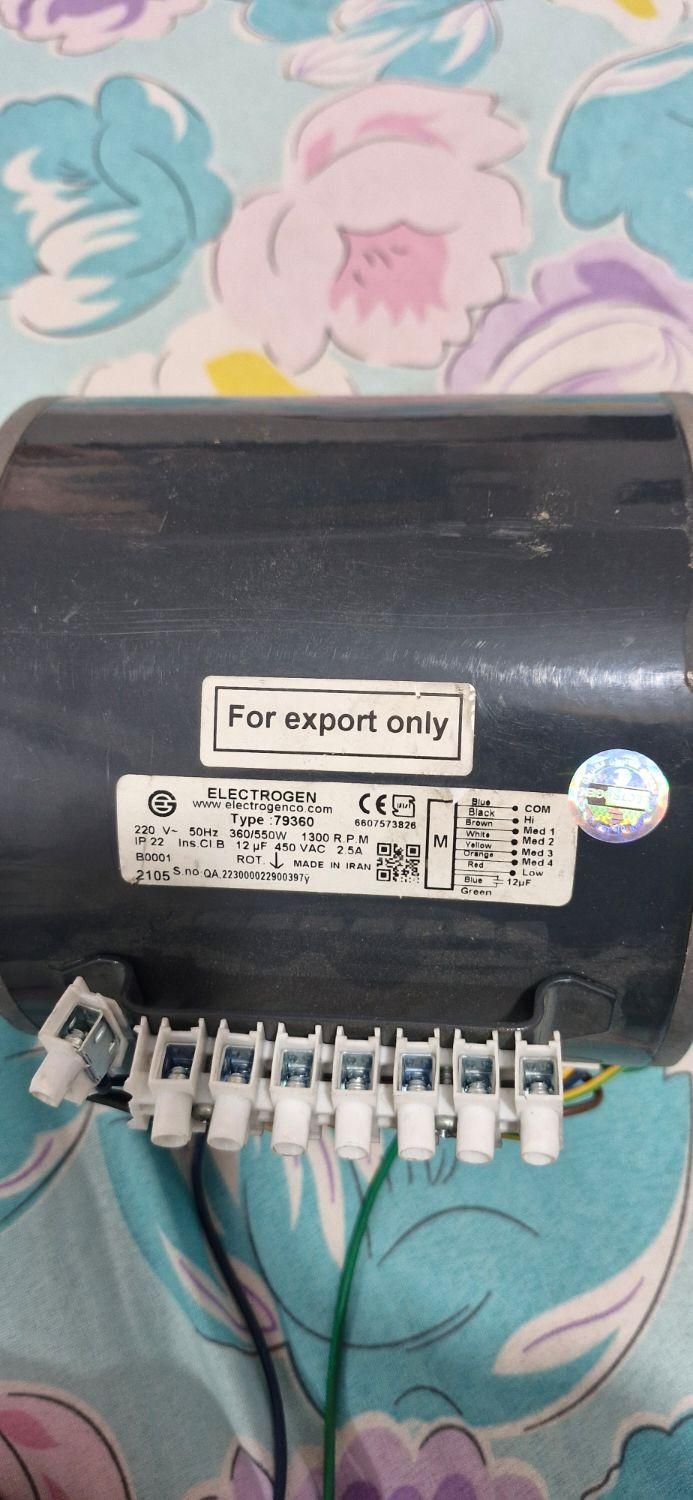 For export only
ELECTROGEN
www.electrogenco.com
Type :79360
6607573826
220 V~ 50Hz 360/550W 1300 R.P.M
IP 22 Ins.Cl B 12 µF 450 VAC 2.5A
B0001 ROT. ↓ MADE IN IRAN
2105 S.no QA.223000022900397ÿ
CE
M
Blue COM
Black Hi
Brown Med 1
White Med 2
Yellow Med 3
Orange Med 4
Red Low
Blue 12µF
Green